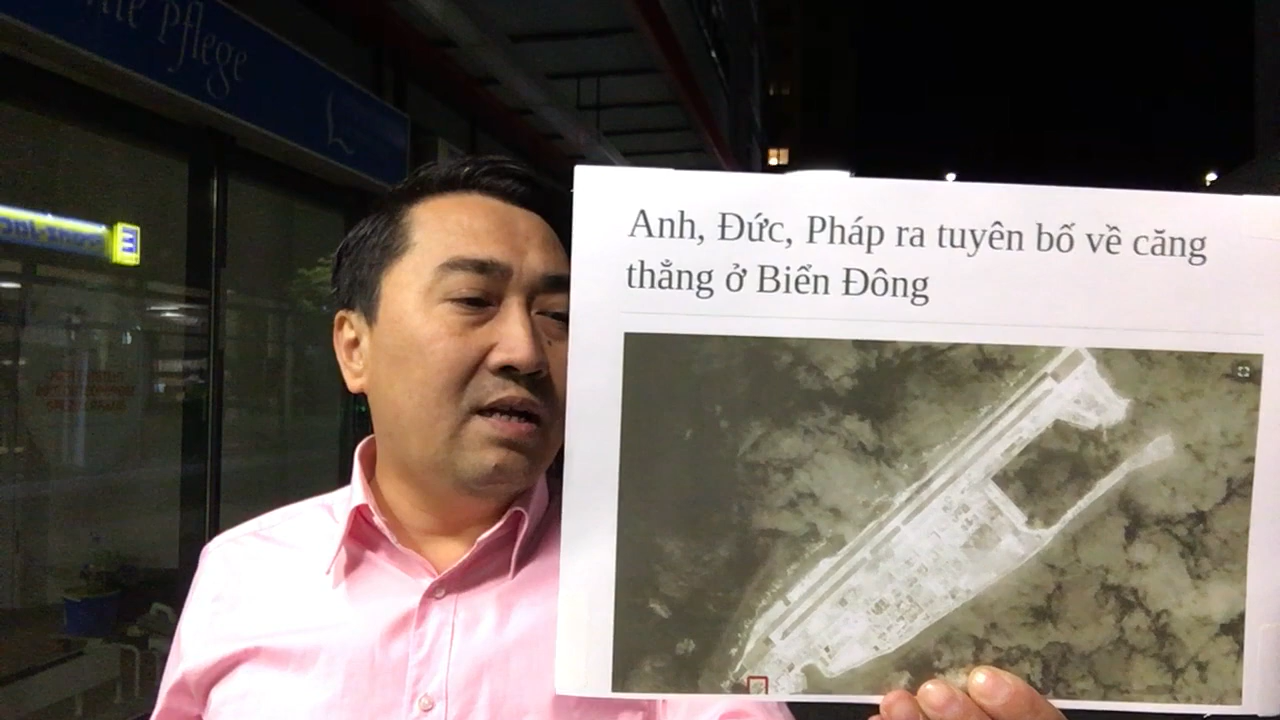 Pflege
Anh, Đức, Pháp ra tuyên bố về căng
thẳng ở Biển Đông